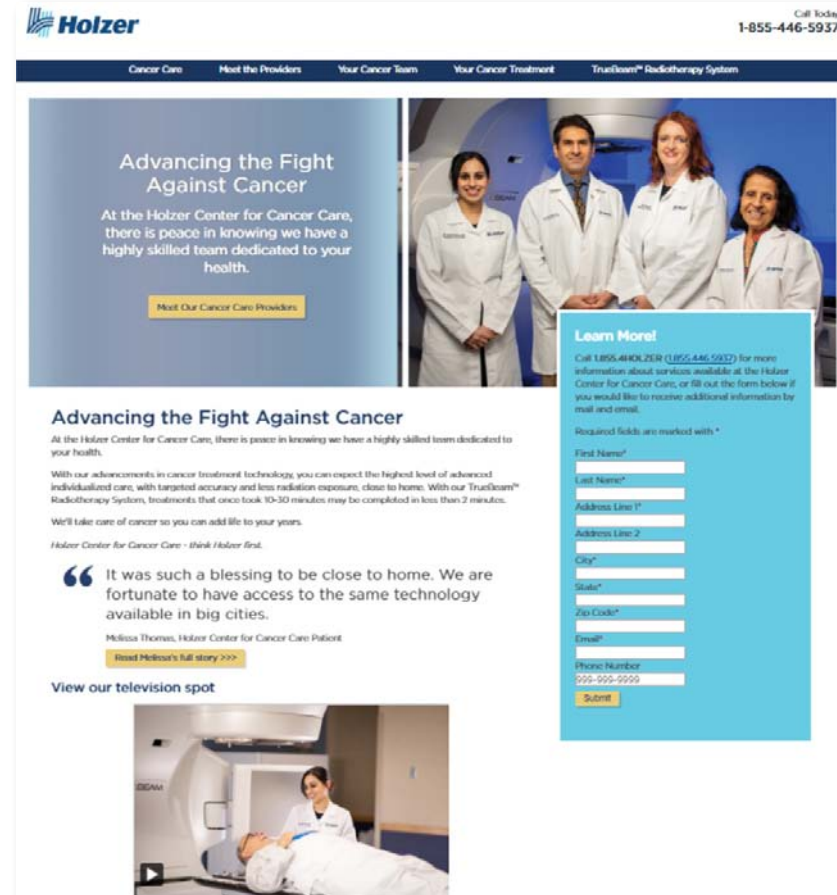 Holzer
Call Today
1-855-446-5937
Cancer Care
Meet the Providers
Your Cancer Team
Your Cancer Treatment
TrueBeam™ Radiotherapy System
Advancing the Fight
Against Cancer
At the Holzer Center for Cancer Care,
there is peace in knowing we have a
highly skilled team dedicated to your
health.
Meet Our Cancer Care Providers
Learn More!
Call 1.855.4HOLZER (1.855.446.5937) for more
information about services available at the Holzer
Center for Cancer Care, or fill out the form below if
you would like to receive additional information by
mail and email.
Required fields are marked with *
First Name*
Last Name*
Address Line 1*
Address Line 2
City*
State*
Zip Code*
Email*
Phone Number
999-999-9999
Submit
Advancing the Fight Against Cancer
At the Holzer Center for Cancer Care, there is peace in knowing we have a highly skilled team dedicated to
your health.
With our advancements in cancer treatment technology, you can expect the highest level of advanced
individualized care, with targeted accuracy and less radiation exposure, close to home. With our TrueBeam™
Radiotherapy System, treatments that once took 10-30 minutes may be completed in less than 2 minutes.
We'll take care of cancer so you can add life to your years.
Holzer Center for Cancer Care - think Holzer first.
“ It was such a blessing to be close to home. We are
fortunate to have access to the same technology
available in big cities.
Melissa Thomas, Holzer Center for Cancer Care Patient
Read Melissa's full story >>>
View our television spot